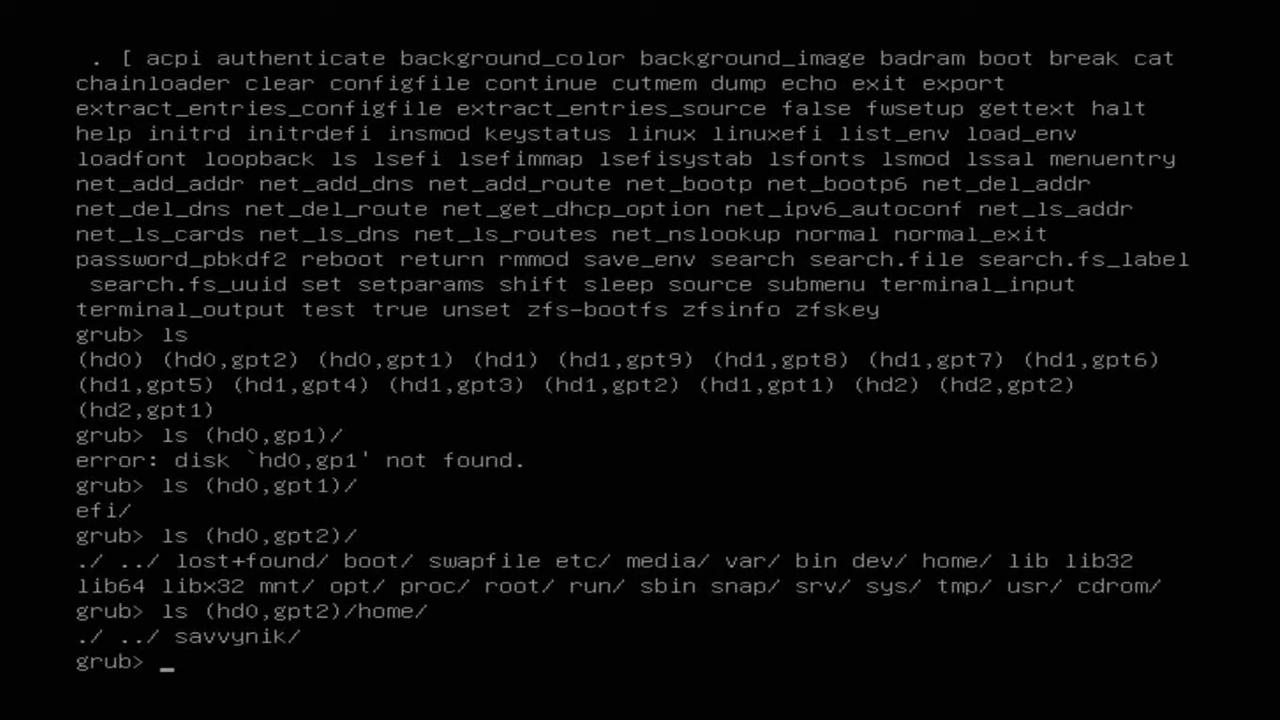 . [ acpi authenticate background_color background_image badram boot break cat
chainloader clear configfile continue cutmem dump echo exit export
extract_entries_configfile extract_entries_source false fwsetup gettext halt
help initrd initrdefi insmod keystatus linux linuxefi list_env load_env
loadfont loopback ls lsefi lsefimmap lsefisystab lsfonts lsmod lssal menuentry
net_add_addr net_add_dns net_add_route net_bootp net_bootp6 net_del_addr
net_del_dns net_del_route net_get_dhcp_option net_ipv6_autoconf net_ls_addr
net_ls_cards net_ls_dns net_ls_routes net_nslookup normal normal_exit
password_pbkdf2 reboot return rmmod save_env search search.file search.fs_label
search.fs_uuid set setparams shift sleep source submenu terminal_input
terminal_output test true unset zfs-bootfs zfsinfo zfskey
grub> ls
(hd0) (hd0,gpt2) (hd0,gpt1) (hd1) (hd1,gpt9) (hd1,gpt8) (hd1,gpt7) (hd1,gpt6)
(hd1,gpt5) (hd1,gpt4) (hd1,gpt3) (hd1,gpt2) (hd1,gpt1) (hd2) (hd2,gpt2)
(hd2,gpt1)
grub> ls (hd0,gp1)/
error: disk `hd0,gp1' not found.
grub> ls (hd0,gpt1)/
efi/
grub> ls (hd0,gpt2)/
./ ../ lost+found/ boot/ swapfile etc/ media/ var/ bin dev/ home/ lib lib32
lib64 libx32 mnt/ opt/ proc/ root/ run/ sbin snap/ srv/ sys/ tmp/ usr/ cdrom/
grub> ls (hd0,gpt2)/home/
./ ../ savvynik/
grub> _